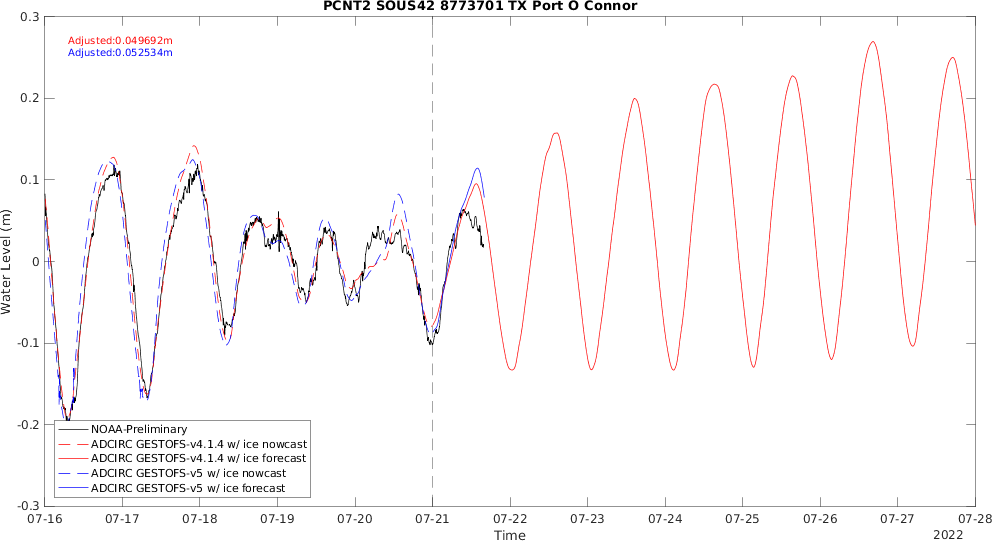 PCNT2 SOUS42 8773701 TX Port O Connor
Adjusted:0.049692m
Adjusted:0.052534m
0.3
0.2
0.1
0
-0.1
-0.2
-0.3
Water Level (m)
NOAA-Preliminary
ADCIRC GESTOFS-v4.1.4 w/ ice nowcast
ADCIRC GESTOFS-v4.1.4 w/ ice forecast
ADCIRC GESTOFS-v5 w/ ice nowcast
ADCIRC GESTOFS-v5 w/ ice forecast
07-16 07-17 07-18 07-19 07-20 07-21 07-22 07-23 07-24 07-25 07-26 07-27 07-28
Time
2022